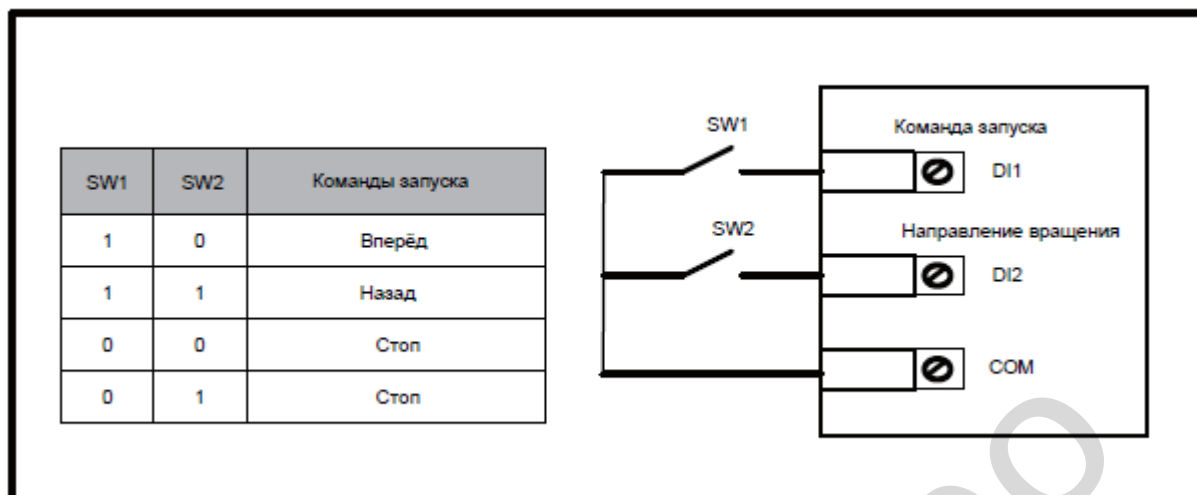 SW1 SW2 Команды запуска
1 0 Вперёд
1 1 Назад
0 0 Стоп
0 1 Стоп
SW1
Команда запуска
DI1
SW2
Направление вращения
DI2
COM